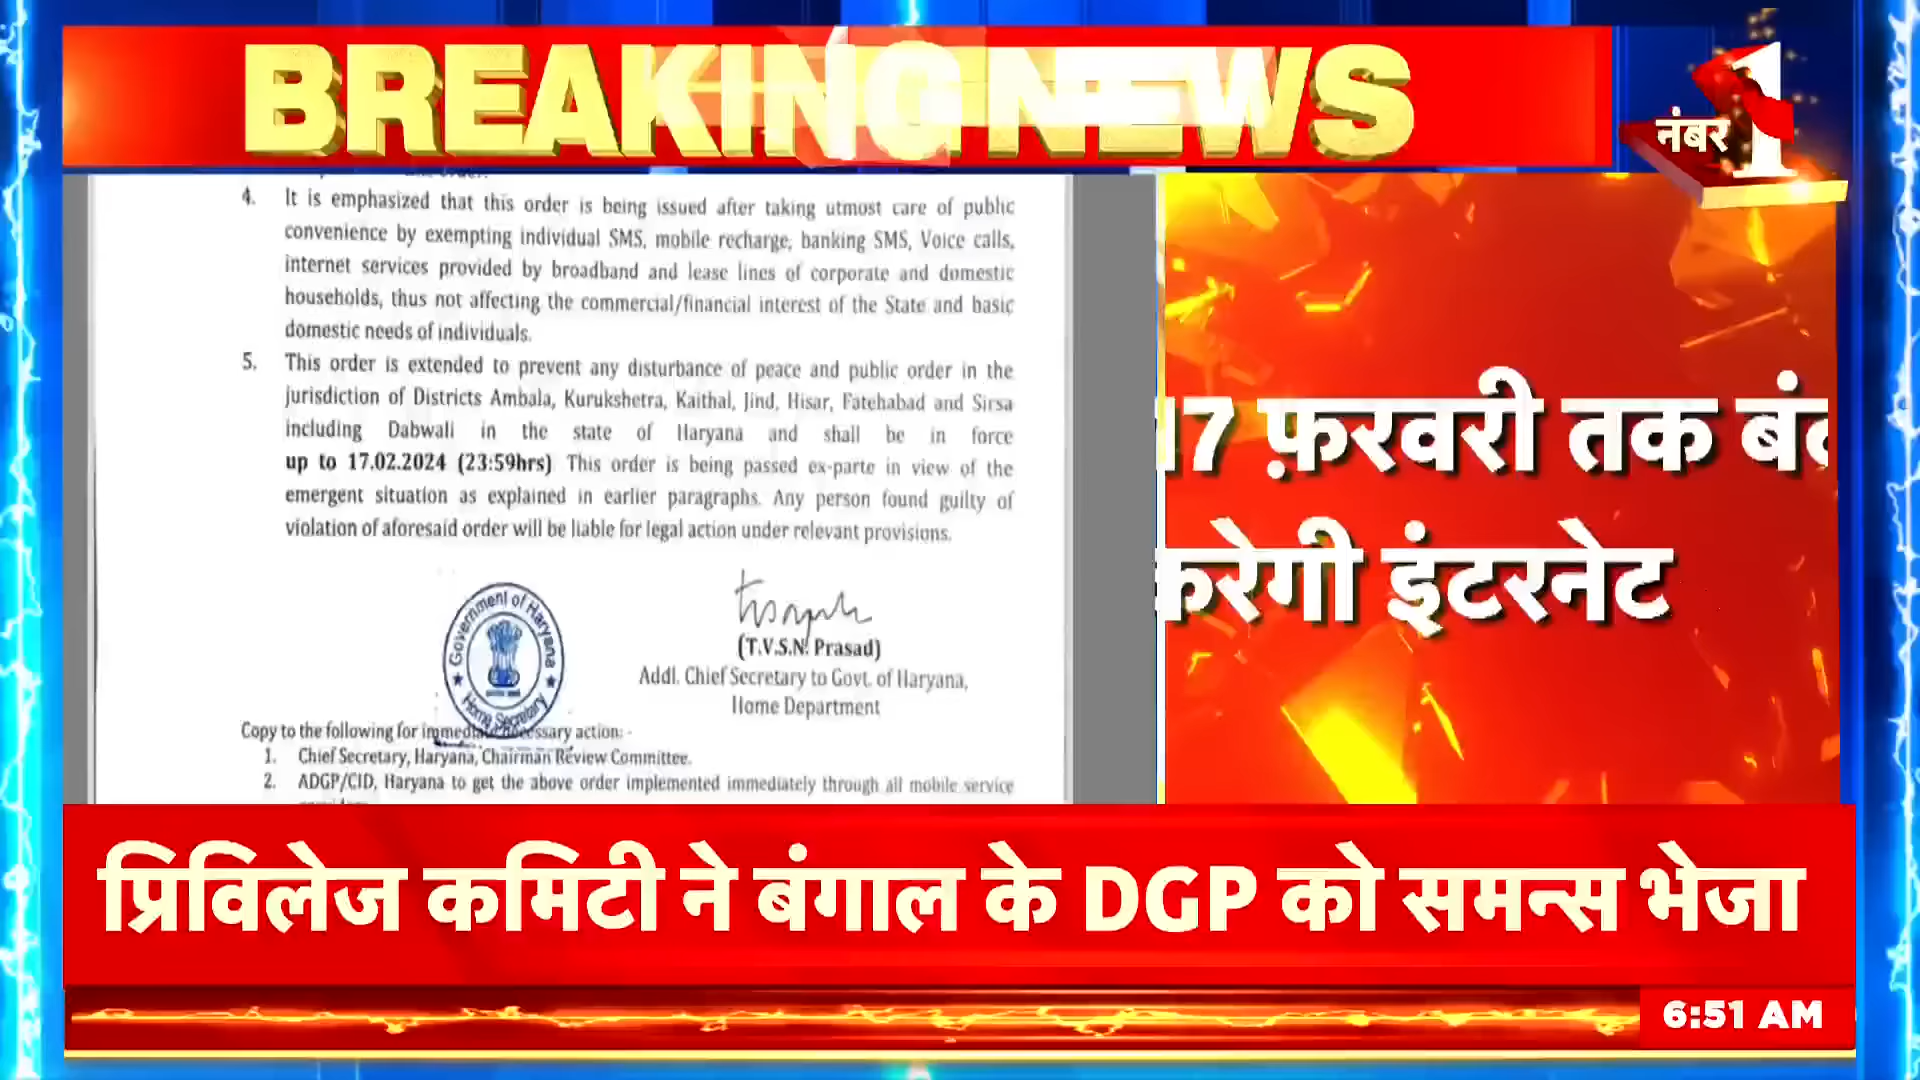 BREAKING NEWS
नंबर 1
4. It is emphasized that this order is being issued after taking utmost care of public
convenience by exempting individual SMS, mobile recharge, banking SMS, Voice calls,
internet services provided by broadband and lease lines of corporate and domestic
households, thus not affecting the commercial/financial interest of the State and basic
domestic needs of individuals.
5. This order is extended to prevent any disturbance of peace and public order in the
jurisdiction of Districts Ambala, Kurukshetra, Kaithal, Jind, Hisar, Fatehabad and Sirsa
including Dabwali in the state of Haryana and shall be in force
up to 17.02.2024 (23:59hrs) This order is being passed ex-parte in view of the
emergent situation as explained in earlier paragraphs. Any person found guilty of
violation of aforesaid order will be liable for legal action under relevant provisions.
Government of Haryana
Home Secretary
(T.V.S.N. Prasad)
Addl. Chief Secretary to Govt. of Haryana,
Home Department
Copy to the following for immediate necessary action: -
1. Chief Secretary, Haryana, Chairman Review Committee.
2. ADGP/CID, Haryana to get the above order implemented immediately through all mobile service
17 फ़रवरी तक
करेगी इंटरनेट
प्रिविलेज कमिटी ने बंगाल के DGP को समन्स भेजा
6:51 AM